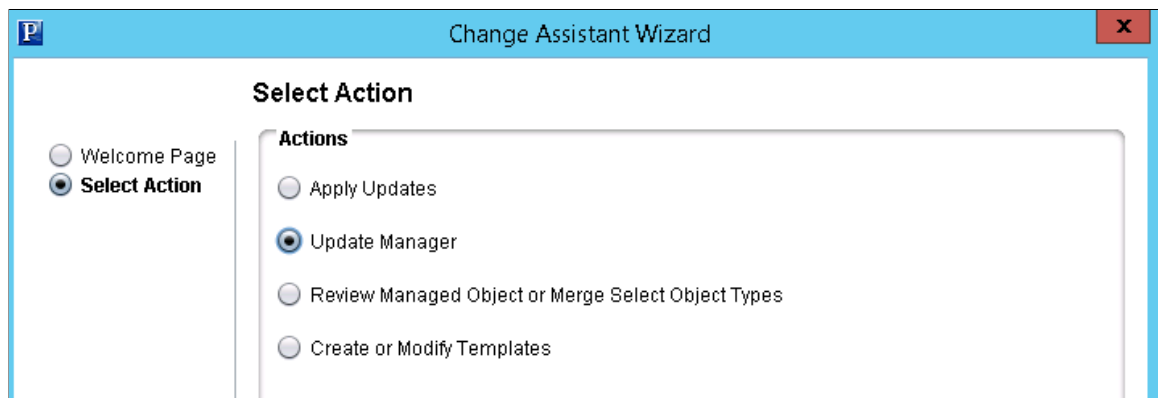 P
Change Assistant Wizard
X
Select Action
Welcome Page
Select Action
Actions
Apply Updates
Update Manager
Review Managed Object or Merge Select Object Types
Create or Modify Templates